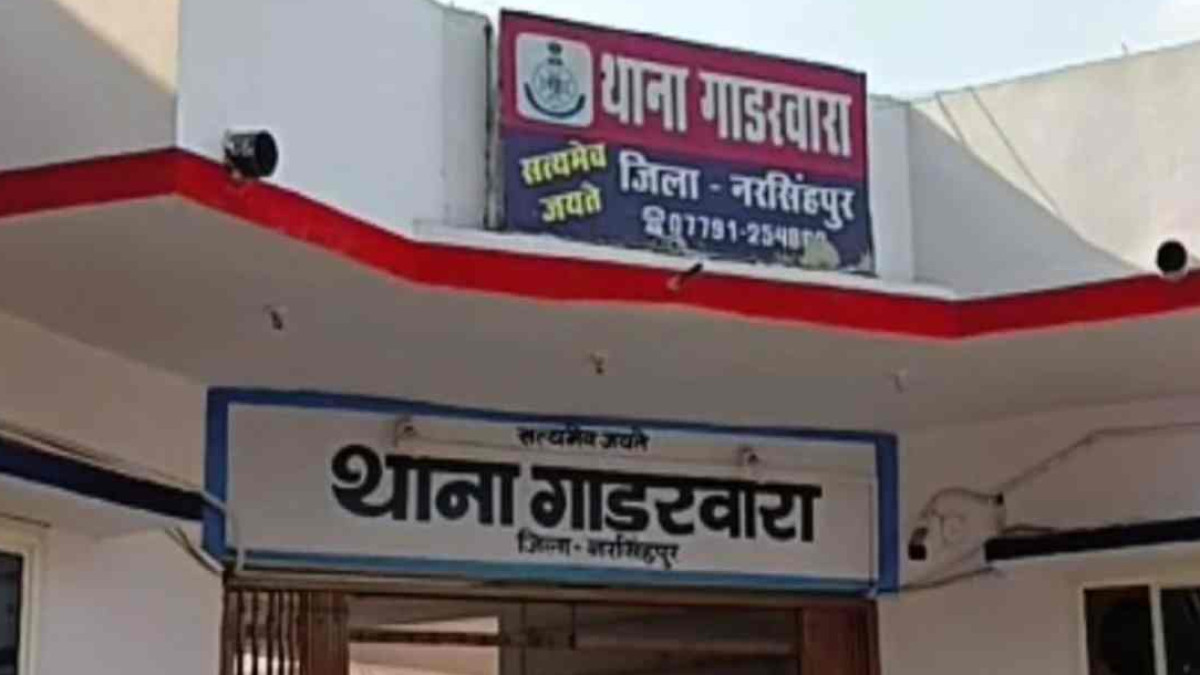 थाना गाडरवारा
सत्यमेव
जयते
जिला - नरसिंहपुर
सत्यमेव जयते
थाना गाडरवारा
जिला - नरसिंहपुर